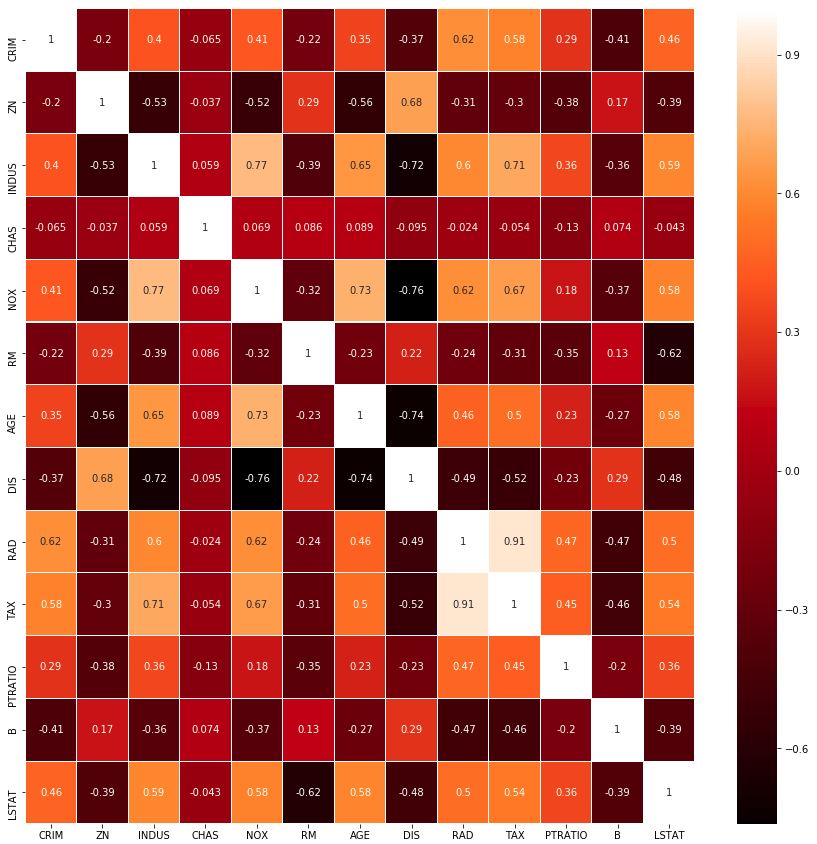 CRIM 1 -0.2 0.4 -0.065 0.41 -0.22 0.35 -0.37 0.62 0.58 0.29 -0.41 0.46
ZN -0.2 1 -0.53 -0.037 -0.52 0.29 -0.56 0.68 -0.31 -0.3 -0.38 0.17 -0.39
INDUS 0.4 -0.53 1 0.059 0.77 -0.39 0.65 -0.72 0.6 0.71 0.36 -0.36 0.59
CHAS -0.065 -0.037 0.059 1 0.069 0.086 0.089 -0.095 -0.024 -0.054 -0.13 0.074 -0.043
NOX 0.41 -0.52 0.77 0.069 1 -0.32 0.73 -0.76 0.62 0.67 0.18 -0.37 0.58
RM -0.22 0.29 -0.39 0.086 -0.32 1 -0.23 0.22 -0.24 -0.31 -0.35 0.13 -0.62
AGE 0.35 -0.56 0.65 0.089 0.73 -0.23 1 -0.74 0.46 0.5 0.23 -0.27 0.58
DIS -0.37 0.68 -0.72 -0.095 -0.76 0.22 -0.74 1 -0.49 -0.52 -0.23 0.29 -0.48
RAD 0.62 -0.31 0.6 -0.024 0.62 -0.24 0.46 -0.49 1 0.91 0.47 -0.47 0.5
TAX 0.58 -0.3 0.71 -0.054 0.67 -0.31 0.5 -0.52 0.91 1 0.45 -0.46 0.54
PTRATIO 0.29 -0.38 0.36 -0.13 0.18 -0.35 0.23 -0.23 0.47 0.45 1 -0.2 0.36
B -0.41 0.17 -0.36 0.074 -0.37 0.13 -0.27 0.29 -0.47 -0.46 -0.2 1 -0.39
LSTAT 0.46 -0.39 0.59 -0.043 0.58 -0.62 0.58 -0.48 0.5 0.54 0.36 -0.39 1
CRIM ZN INDUS CHAS NOX RM AGE DIS RAD TAX PTRATIO B LSTAT
0.9
0.6
0.3
0.0
−0.3
−0.6